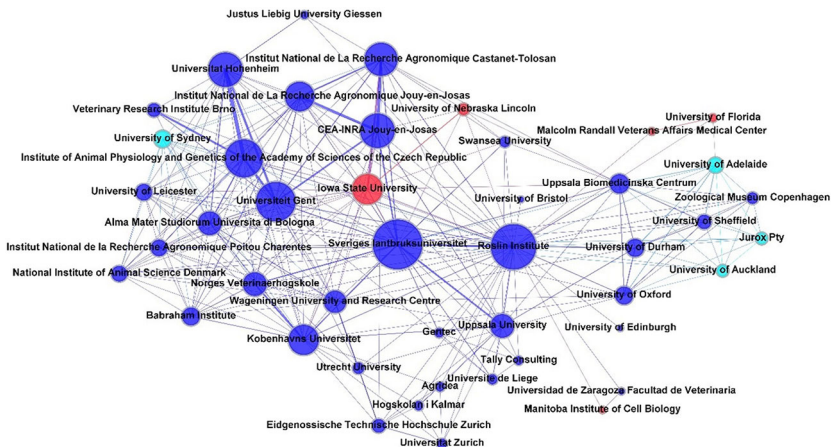 Justus Liebig University Giessen
Institut National de La Recherche Agronomique Castanet-Tolosan
Universitat Hohenheim
Institut National de La Recherche Agronomique Jouy-en-Josas
University of Nebraska Lincoln
Veterinary Research Institute Brno
University of Florida
CEA-INRA Jouy-en-Josas
Malcolm Randall Veterans Affairs Medical Center
University of Sydney
Swansea University
Institute of Animal Physiology and Genetics of the Academy of Sciences of the Czech Republic
University of Adelaide
Uppsala Biomedicinska Centrum
University of Leicester
Iowa State University
Universiteit Gent
University of Bristol
Zoological Museum Copenhagen
Alma Mater Studiorum Universita di Bologna
University of Sheffield
Jurox Pty
Sveriges lantbruksuniversitet
Roslin Institute
Institut National de la Recherche Agronomique Poitou Charentes
University of Durham
National Institute of Animal Science Denmark
University of Auckland
Norges Veterinaerhogskole
University of Oxford
Wageningen University and Research Centre
Babraham Institute
Uppsala University
University of Edinburgh
Kobenhavns Universitet
Gentec
Tally Consulting
Utrecht University
Universite de Liege
Agridea
Universidad de Zaragoza Facultad de Veterinaria
Hogskolan i Kalmar
Manitoba Institute of Cell Biology
Eidgenossische Technische Hochschule Zurich
Universitat Zurich